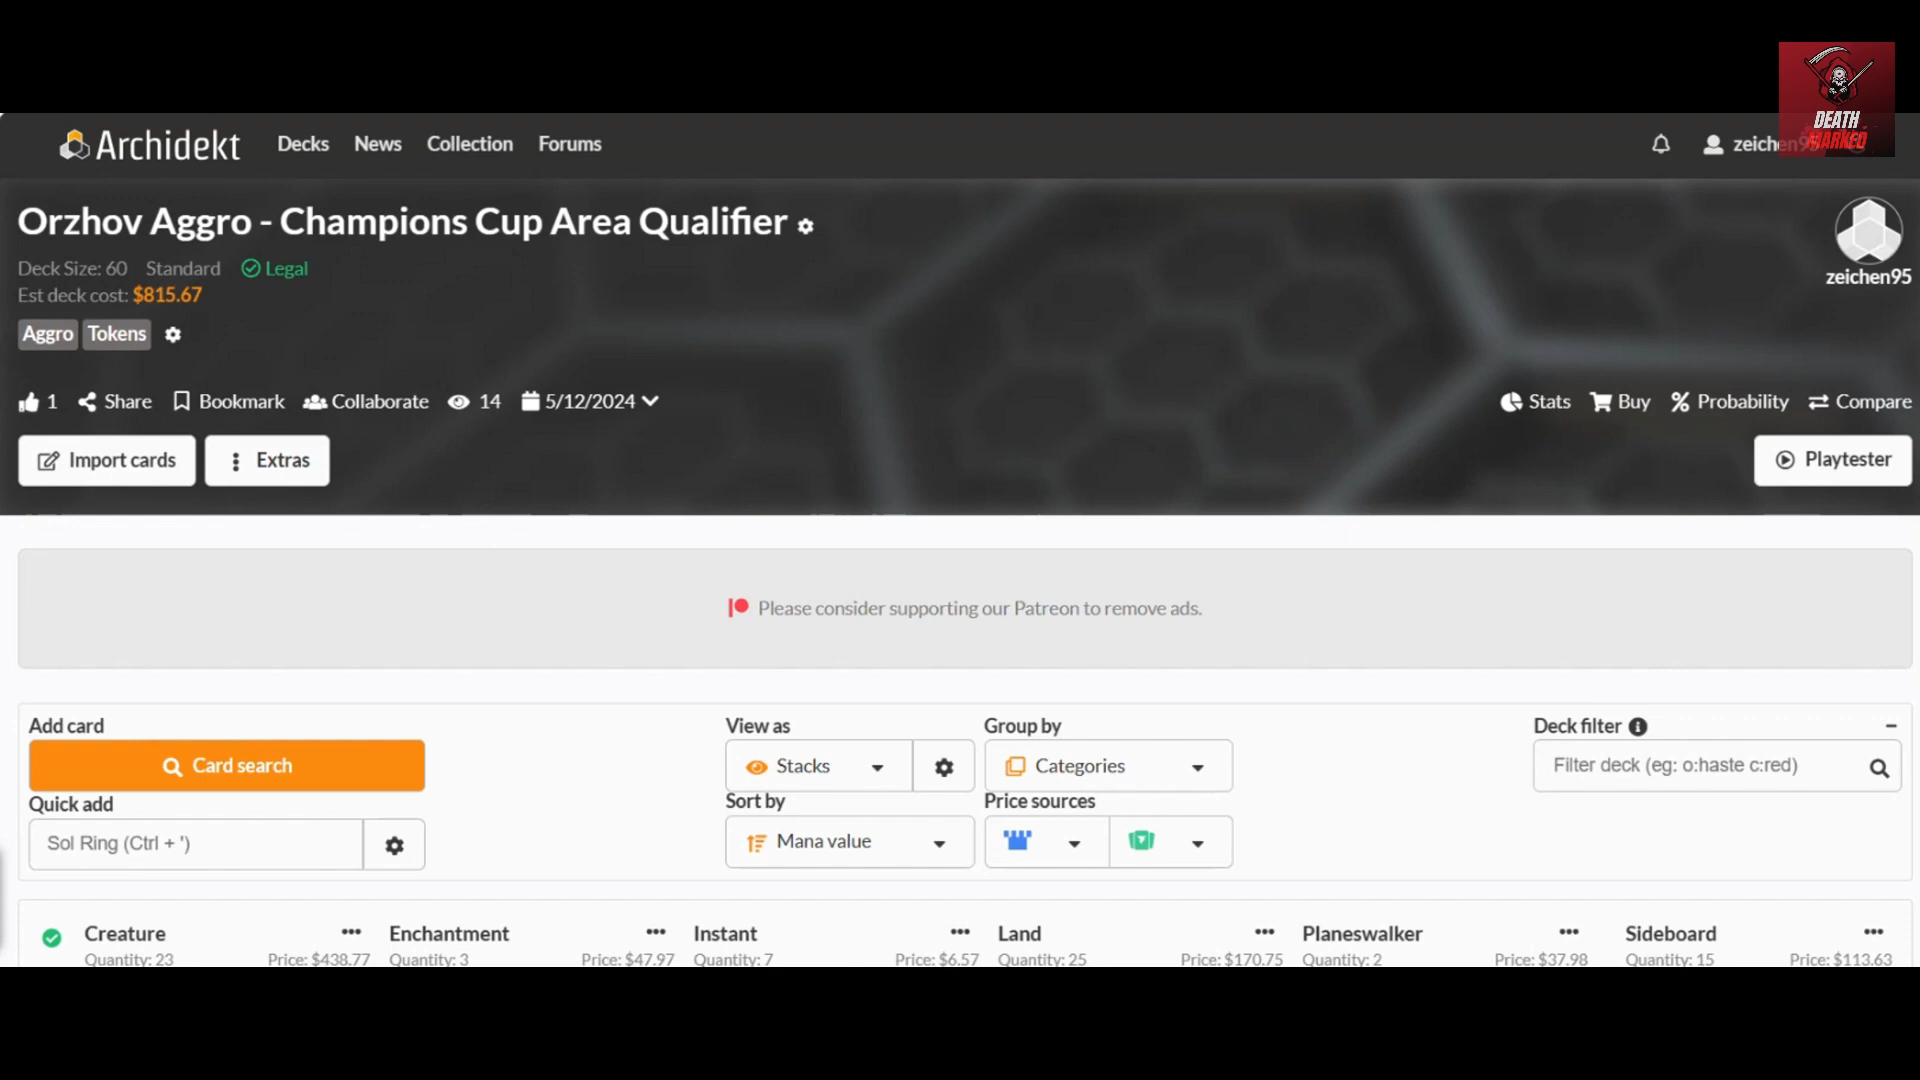 DEATH
MARKED
Archidekt Decks News Collection Forums
Orzhov Aggro - Champions Cup Area Qualifier
zeichen95
Deck Size: 60 Standard Legal
Est deck cost: $815.67
Aggro Tokens
1 Share Bookmark Collaborate 14 5/12/2024 Stats Buy Probability Compare
Import cards Extras Playtester
Please consider supporting our Patreon to remove ads.
Add card View as Group by Deck filter
Card search Stacks Categories Filter deck (eg: o:haste c:red)
Quick add Sort by Price sources
Sol Ring (Ctrl + ') Mana value
Creature Enchantment Instant Land Planeswalker Sideboard
Quantity: 23 Price: $438.77 Quantity: 3 Price: $47.97 Quantity: 7 Price: $6.57 Quantity: 25 Price: $170.75 Quantity: 2 Price: $37.98 Quantity: 15 Price: $113.63